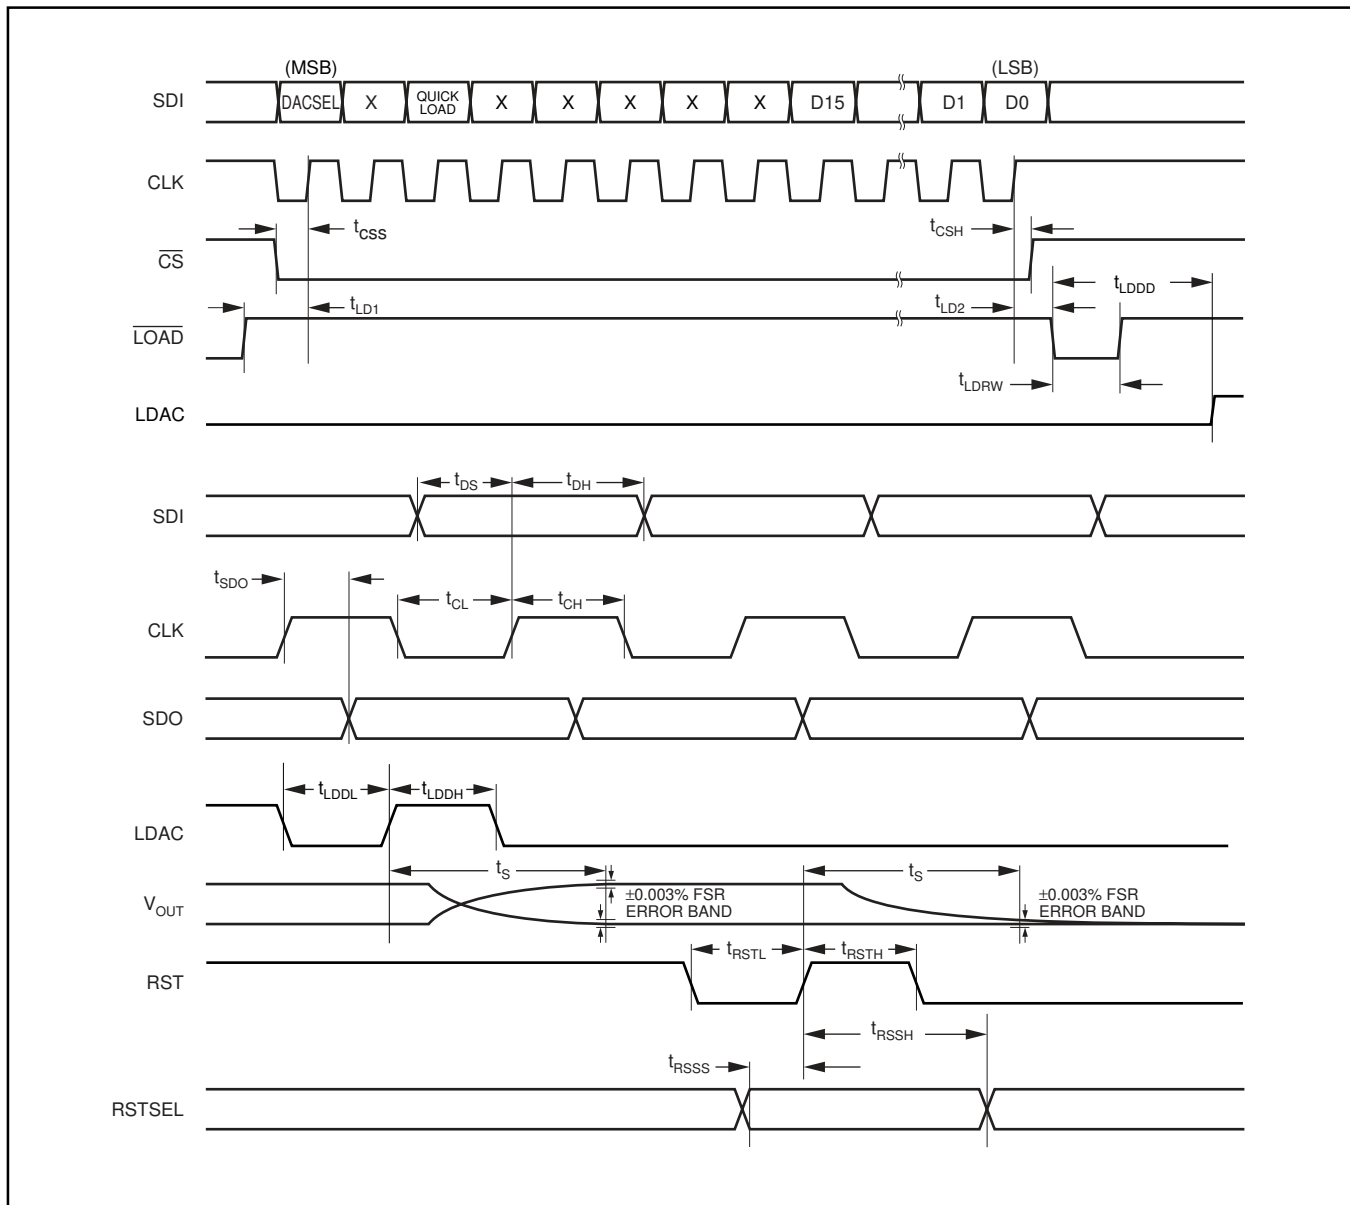 (MSB) (LSB)
SDI DACSEL X QUICK LOAD X X X X X D15 D1 D0
CLK
tCSS tCSH
CS
tLDDD
tLD1 tLD2
LOAD
tLDRW
LDAC
tDS tDH
SDI
tSDO
tCL tCH
CLK
SDO
tLDDL tLDDH
LDAC
tS tS
VOUT
±0.003% FSR ±0.003% FSR
ERROR BAND ERROR BAND
tRSTL tRSTH
RST
tRSSH
tRSSS
RSTSEL